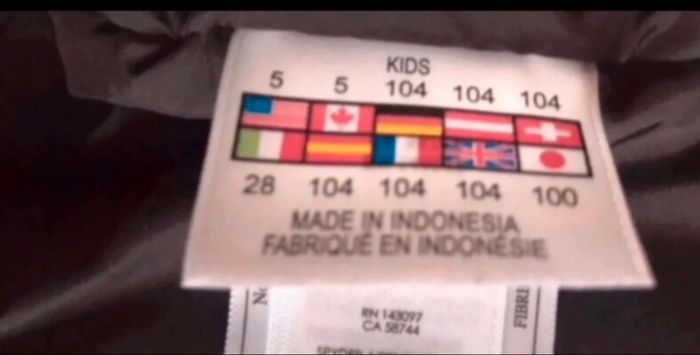 KIDS
5 5 104 104 104
28 104 104 104 100
MADE IN INDONESIA
FABRIQUÉ EN INDONÉSIE
RN 143097
CA 58744
SPYDER